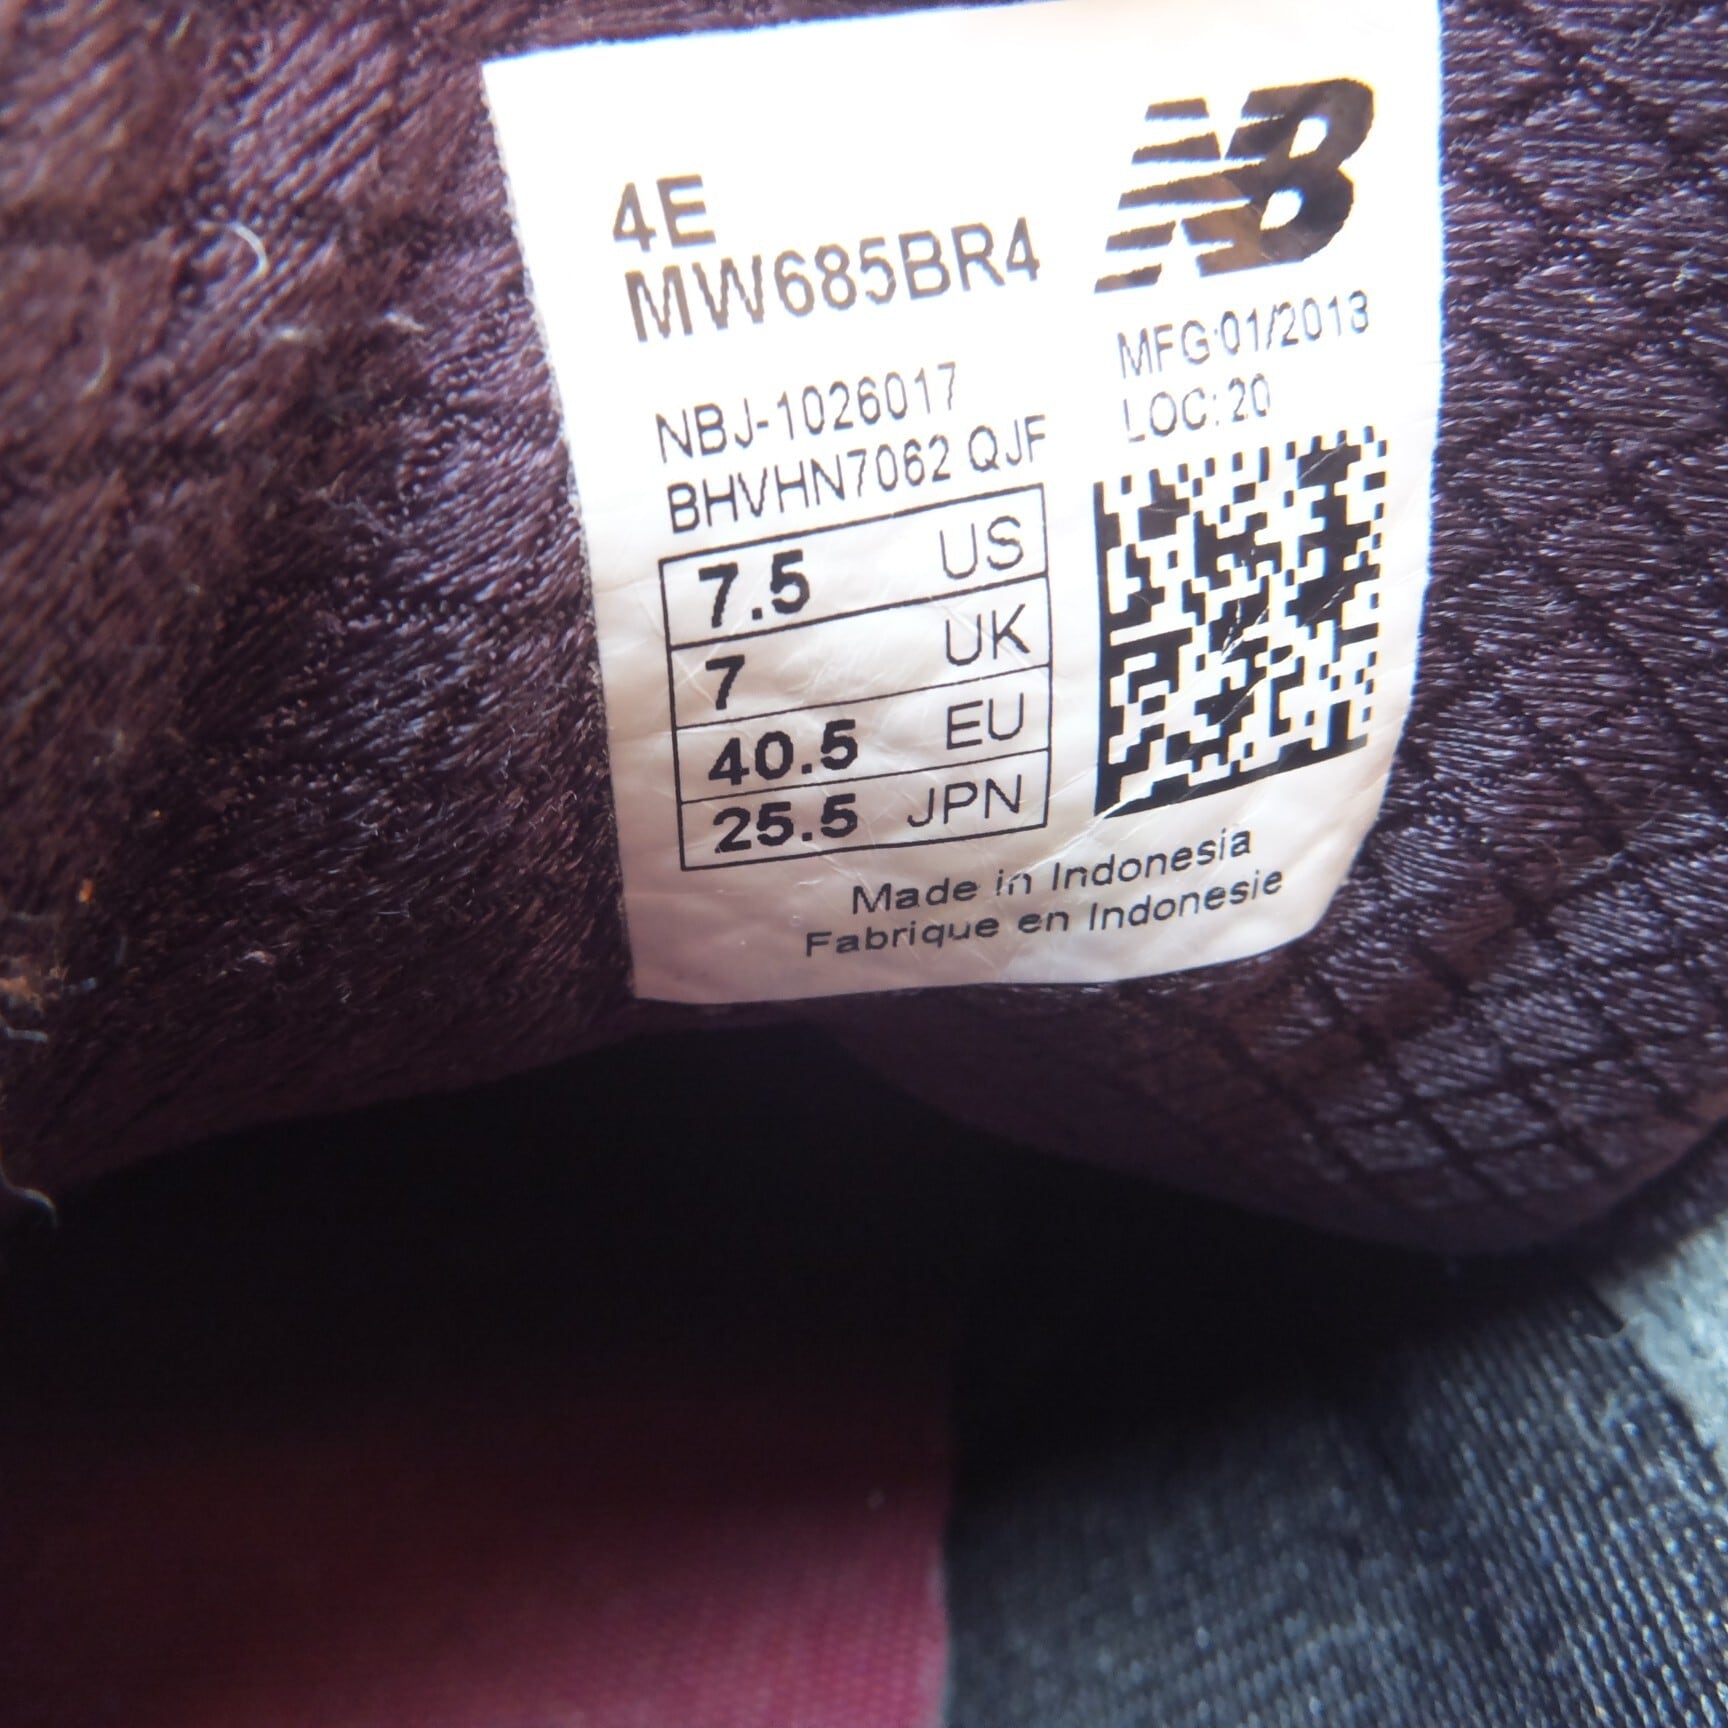 NB
4E
MW685BR4
MFG:01/2013
LOC:20
NBJ-1026017
BHVHN7062 QJF
7.5 US
7 UK
40.5 EU
25.5 JPN
Made in Indonesia
Fabrique en Indonesie